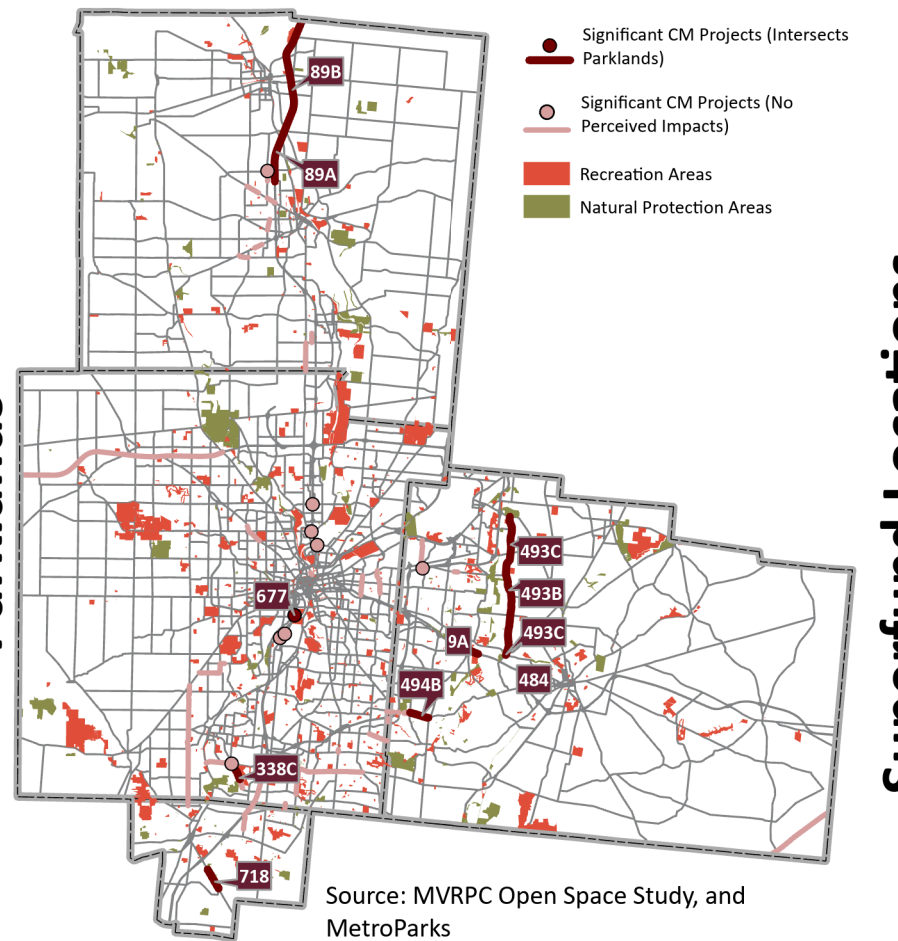 Significant CM Projects (Intersects
Parklands)
Significant CM Projects (No
Perceived Impacts)
Recreation Areas
Natural Protection Areas
89B
89A
493C
493B
493C
677
9A
484
494B
338C
718
Source: MVRPC Open Space Study, and
MetroParks